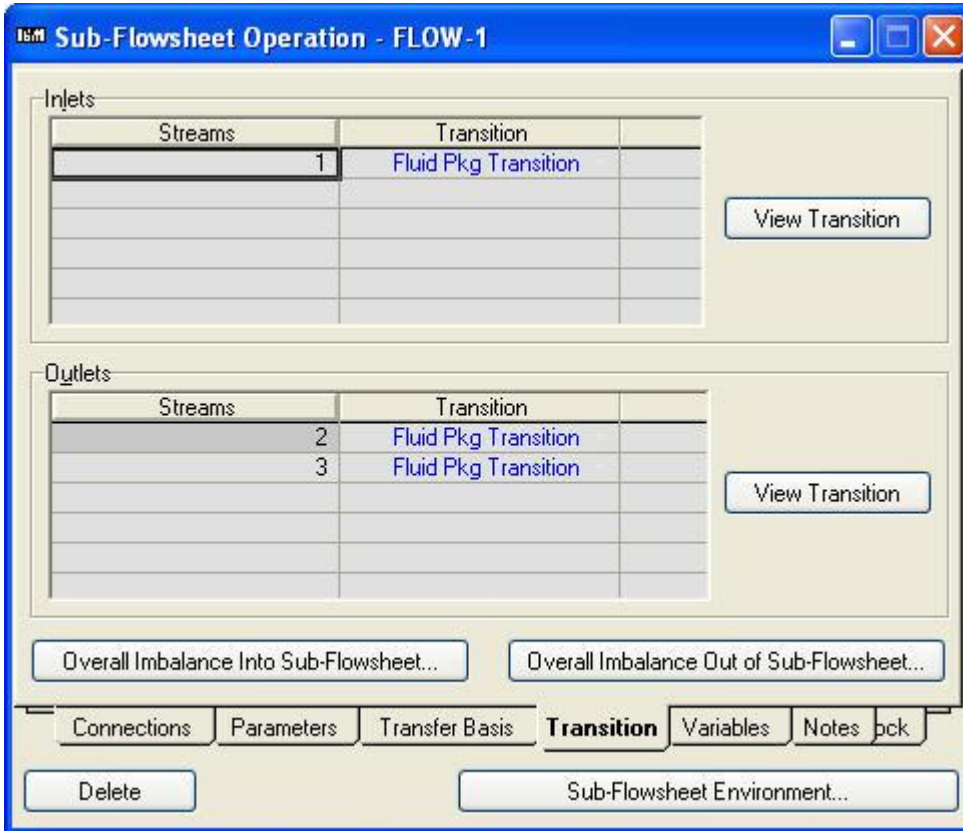 Sub-Flowsheet Operation - FLOW-1
Inlets
Streams Transition
1 Fluid Pkg Transition
View Transition
Outlets
Streams Transition
2 Fluid Pkg Transition
3 Fluid Pkg Transition
View Transition
Overall Imbalance Into Sub-Flowsheet... Overall Imbalance Out of Sub-Flowsheet...
Connections Parameters Transfer Basis Transition Variables Notes ock
Delete Sub-Flowsheet Environment...